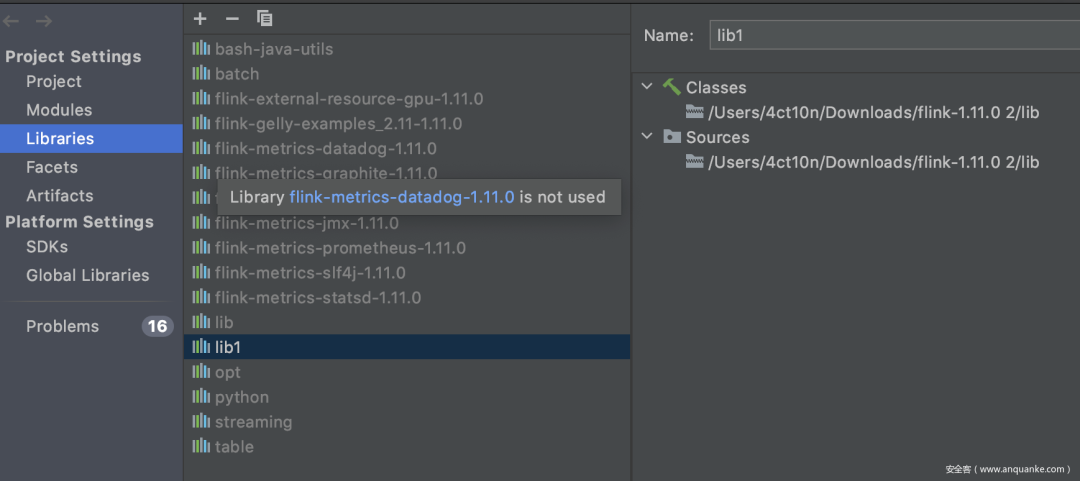 Project Settings
Project
Modules
Libraries
Facets
Artifacts
Platform Settings
SDKs
Global Libraries
Problems
16
bash-java-utils
batch
flink-external-resource-gpu-1.11.0
flink-gelly-examples_2.11-1.11.0
flink-metrics-datadog-1.11.0
flink-metrics-graphite-1.11.0
Library flink-metrics-datadog-1.11.0 is not used
flink-metrics-jmx-1.11.0
flink-metrics-prometheus-1.11.0
flink-metrics-slf4j-1.11.0
flink-metrics-statsd-1.11.0
lib
lib1
opt
python
streaming
table
Name:
lib1
Classes
/Users/4ct10n/Downloads/flink-1.11.0 2/lib
Sources
/Users/4ct10n/Downloads/flink-1.11.0 2/lib
安全客（www.anquanke.com）